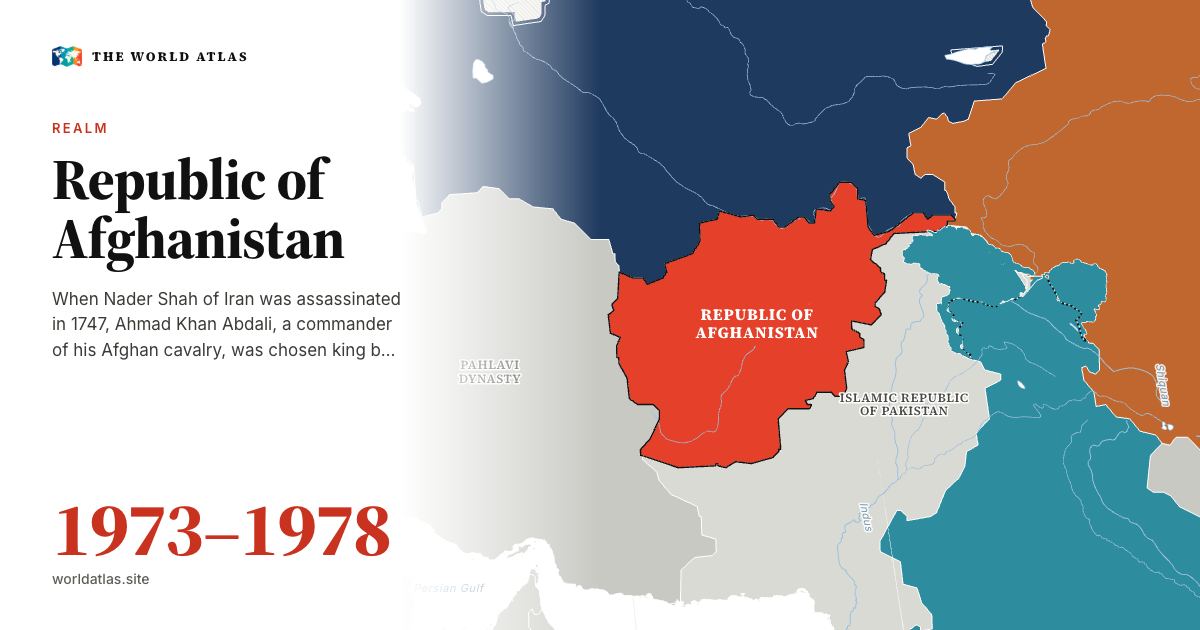 THE WORLD ATLAS
REALM
Republic of
Afghanistan
When Nader Shah of Iran was assassinated
in 1747, Ahmad Khan Abdali, a commander
of his Afghan cavalry, was chosen king b...
1973–1978
worldatlas.site
REPUBLIC OF
AFGHANISTAN
PAHLAVI
DYNASTY
ISLAMIC REPUBLIC
OF PAKISTAN
Shiquan
Indus
Persian Gulf